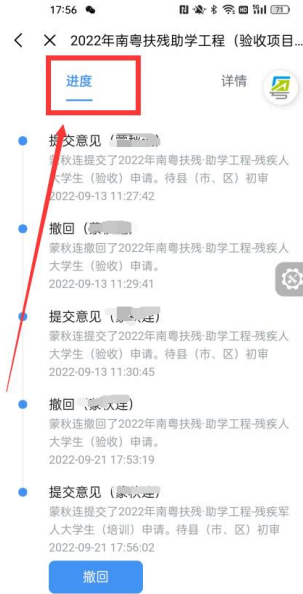 17:56
71
2022年南粤扶残助学工程（验收项目...
进度
详情
提交意见（
蒙秋连提交了2022年南粤扶残·助学工程-残疾人
大学生（验收）申请。待县（市、区）初审
2022-09-13 11:27:42
撤回（
蒙秋连撤回了2022年南粤扶残·助学工程-残疾人
大学生（验收）申请。
2022-09-13 11:29:41
提交意见（
蒙秋连提交了2022年南粤扶残·助学工程-残疾人
大学生（验收）申请。待县（市、区）初审
2022-09-13 11:30:45
撤回（蒙秋连）
蒙秋连撤回了2022年南粤扶残·助学工程-残疾人
大学生（验收）申请。
2022-09-21 17:53:19
提交意见（蒙秋连）
蒙秋连提交了2022年南粤扶残·助学工程-残疾军
人大学生（培训）申请。待县（市、区）初审
2022-09-21 17:56:02
撤回